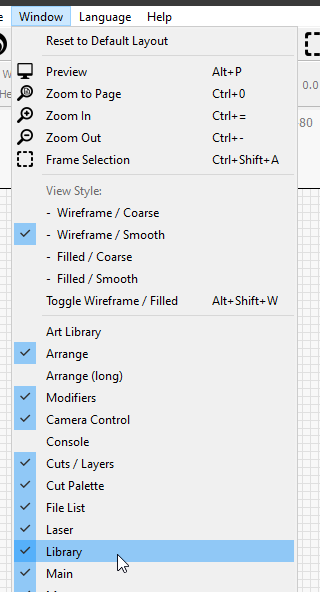 Window Language Help
Reset to Default Layout
Preview Alt+P
Zoom to Page Ctrl+0
Zoom In Ctrl+=
Zoom Out Ctrl+-
Frame Selection Ctrl+Shift+A
0.0
-80
View Style:
- Wireframe / Coarse
- Wireframe / Smooth
- Filled / Coarse
- Filled / Smooth
Toggle Wireframe / Filled Alt+Shift+W
Art Library
Arrange
Arrange (long)
Modifiers
Camera Control
Console
Cuts / Layers
Cut Palette
File List
Laser
Library
Main